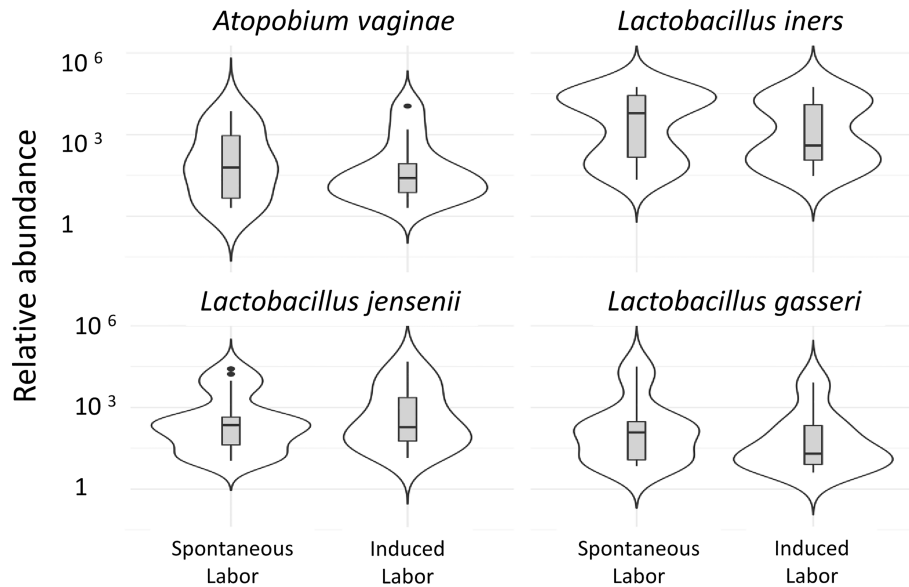 Atopobium vaginae
Lactobacillus iners
10 6
10 3
1
Relative abundance
Lactobacillus jensenii
Lactobacillus gasseri
10 6
10 3
1
Spontaneous Labor
Induced Labor
Spontaneous Labor
Induced Labor